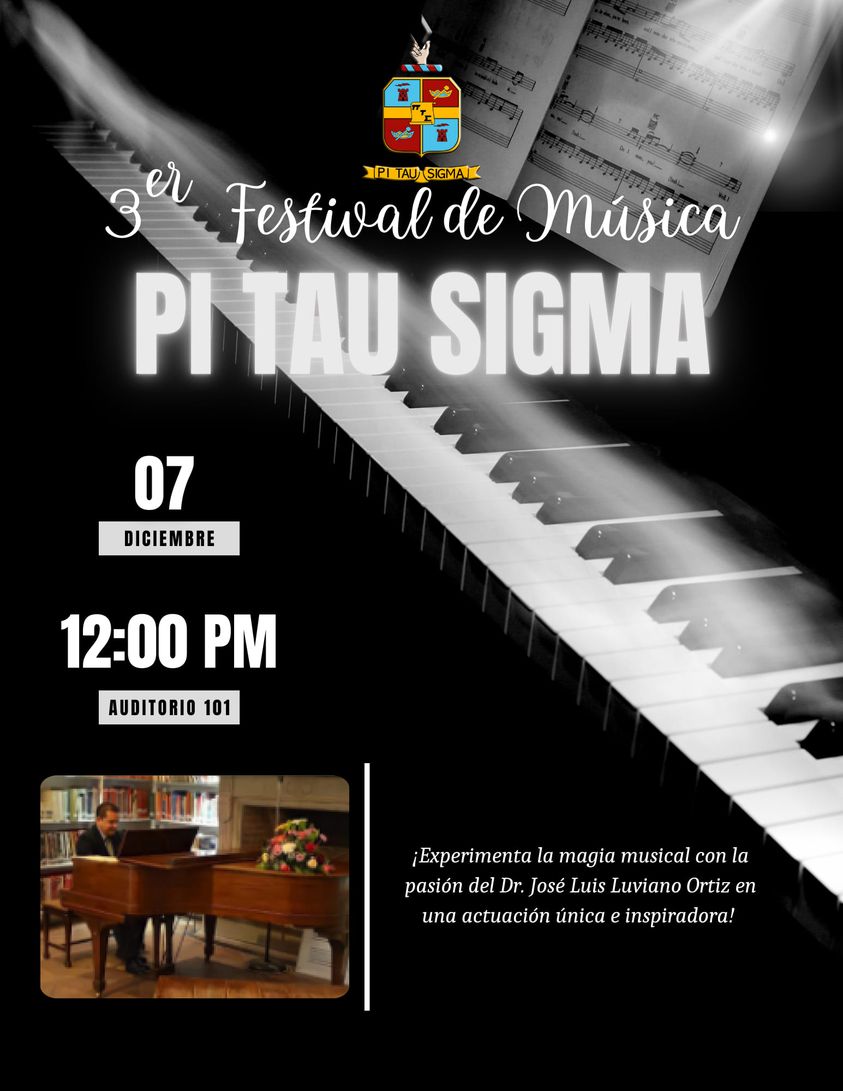 PI TAU SIGMA
3er Festival de Música
PI TAU SIGMA
07
DICIEMBRE
12:00 PM
AUDITORIO 101
¡Experimenta la magia musical con la
pasión del Dr. José Luis Luviano Ortiz en
una actuación única e inspiradora!